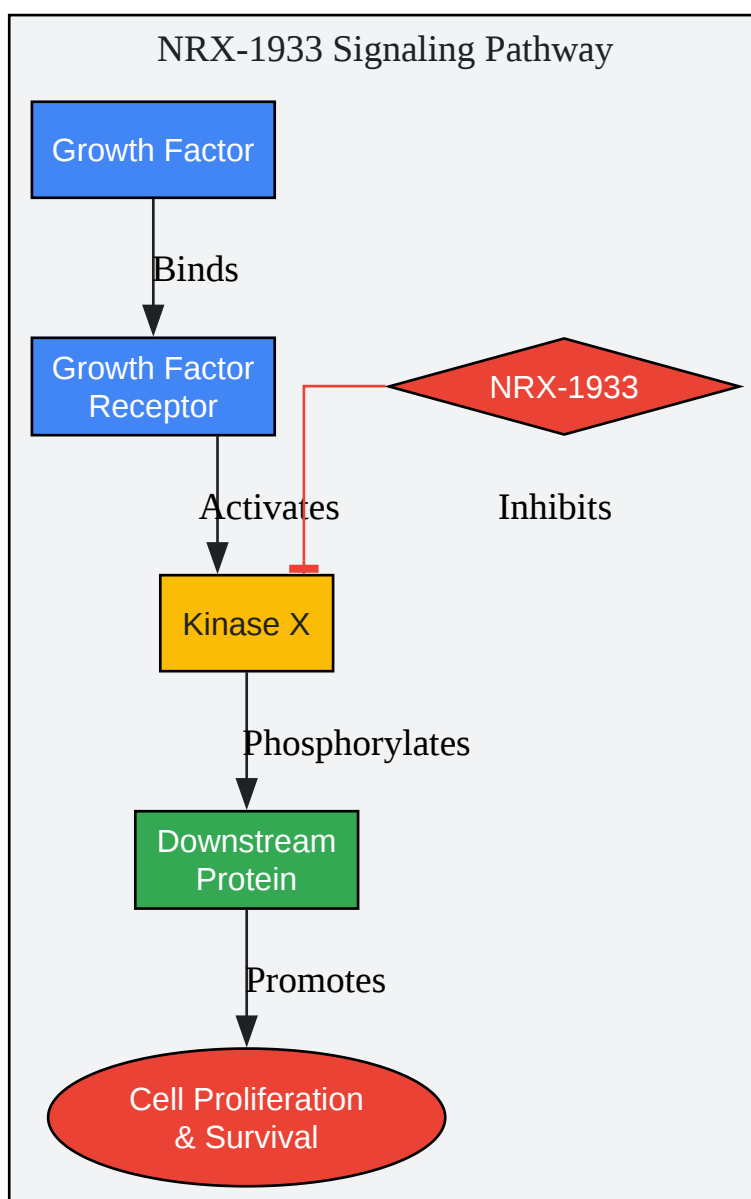 NRX-1933 Signaling Pathway
Growth Factor
Binds
Growth Factor
Receptor
NRX-1933
Activates
Inhibits
Kinase X
Phosphorylates
Downstream
Protein
Promotes
Cell Proliferation
& Survival